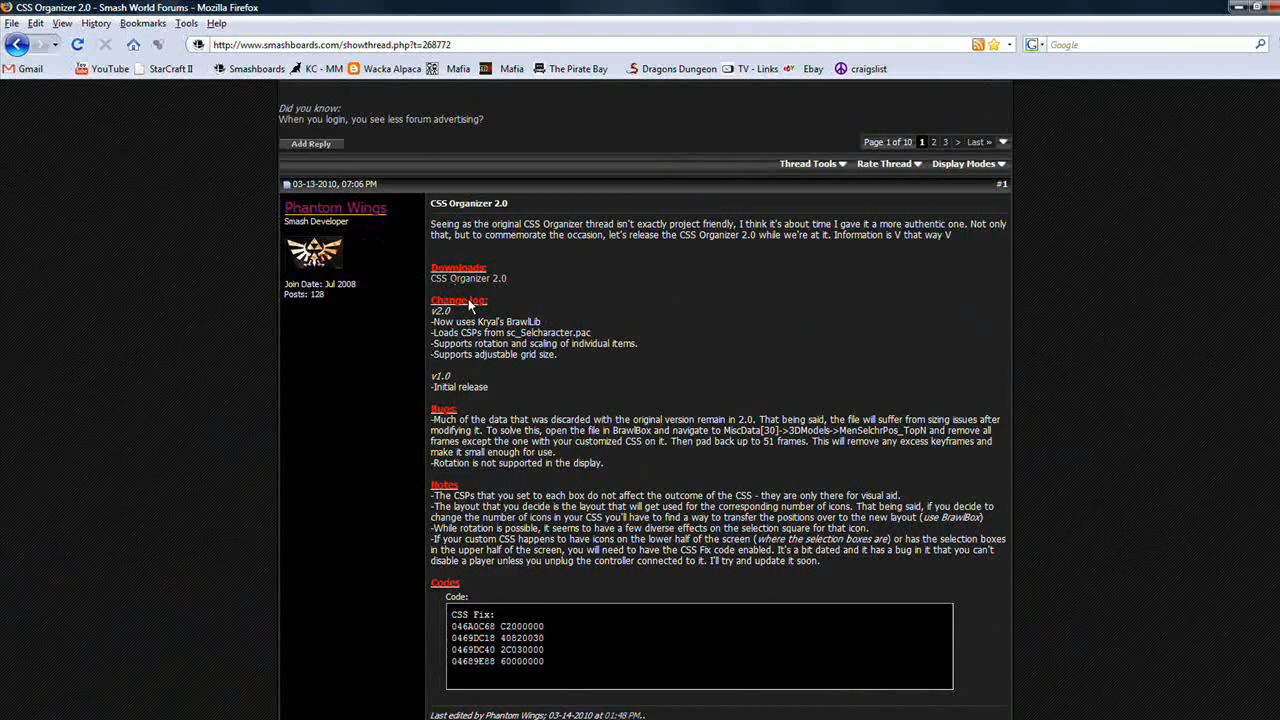 CSS Organizer 2.0 - Smash World Forums - Mozilla Firefox
File Edit View History Bookmarks Tools Help
http://www.smashboards.com/showthread.php?t=268772
Google
Gmail YouTube StarCraft II Smashboards KC - MM Wacka Alpaca Mafia Mafia The Pirate Bay Dragons Dungeon TV - Links Ebay craigslist
Did you know:
When you login, you see less forum advertising?
Add Reply
Page 1 of 10 1 2 3 > Last »
Thread Tools Rate Thread Display Modes
03-13-2010, 07:06 PM #1
Phantom Wings
Smash Developer
Join Date: Jul 2008
Posts: 128
CSS Organizer 2.0
Seeing as the original CSS Organizer thread isn't exactly project friendly, I think it's about time I gave it a more authentic one. Not only
that, but to commemorate the occasion, let's release the CSS Organizer 2.0 while we're at it. Information is V that way V
Downloads:
CSS Organizer 2.0
Change log:
v2.0
-Now uses Kryal's BrawlLib
-Loads CSPs from sc_Selcharacter.pac
-Supports rotation and scaling of individual items.
-Supports adjustable grid size.
v1.0
-Initial release
Bugs:
-Much of the data that was discarded with the original version remain in 2.0. That being said, the file will suffer from sizing issues after
modifying it. To solve this, open the file in BrawlBox and navigate to MiscData[30]->3DModels->MenSelchrPos_TopN and remove all
frames except the one with your customized CSS on it. Then pad back up to 51 frames. This will remove any excess keyframes and
make it small enough for use.
-Rotation is not supported in the display.
Notes
-The CSPs that you set to each box do not affect the outcome of the CSS - they are only there for visual aid.
-The layout that you decide is the layout that will get used for the corresponding number of icons. That being said, if you decide to
change the number of icons in your CSS you'll have to find a way to transfer the positions over to the new layout (use BrawlBox)
-While rotation is possible, it seems to have a few diverse effects on the selection square for that icon.
-If your custom CSS happens to have icons on the lower half of the screen (where the selection boxes are) or has the selection boxes
in the upper half of the screen, you will need to have the CSS Fix code enabled. It's a bit dated and it has a bug in it that you can't
disable a player unless you unplug the controller connected to it. I'll try and update it soon.
Codes
Code:
CSS Fix:
046A0C68 C2000000
0469DC18 40820030
0469DC40 2C030000
04689E88 60000000
Last edited by Phantom Wings; 03-14-2010 at 01:48 PM..